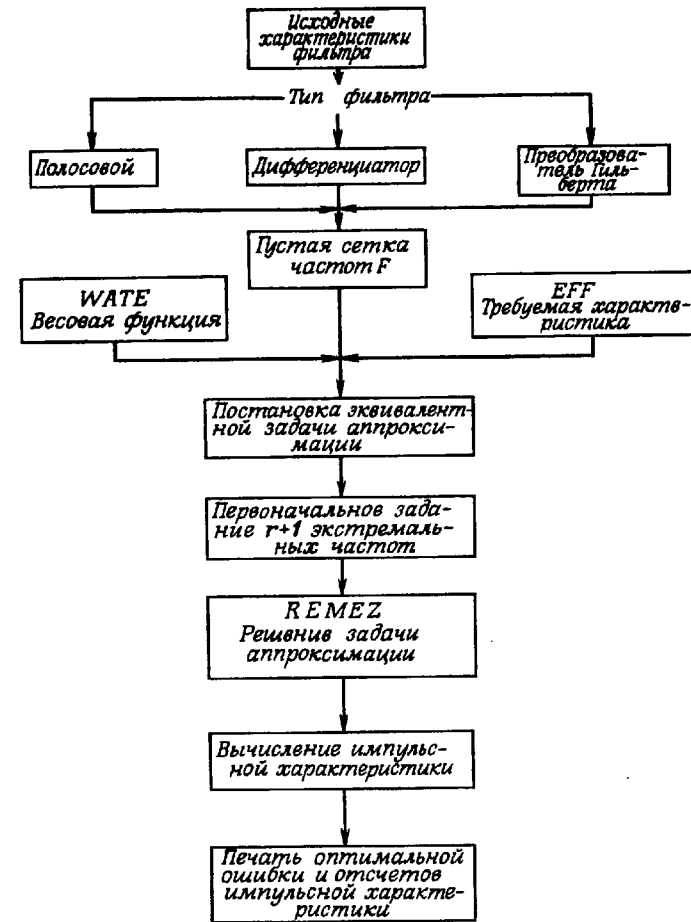 Исходные
характеристики
фильтра
Тип фильтра
Полосовой
Дифференциатор
Преобразова-
тель Гиль-
берта
Густая сетка
частот F
WATE
Весовая функция
EFF
Требуемая характе-
ристика
Постановка эквивалент-
ной задачи аппрокси-
мации
Первоначальное зада-
ние r+1 экстремаль-
ных частот
REMEZ
Решение задачи
аппроксимации
Вычисление импульс-
ной характеристики
Печать оптимальной
ошибки и отсчетов
импульсной характе-
ристики